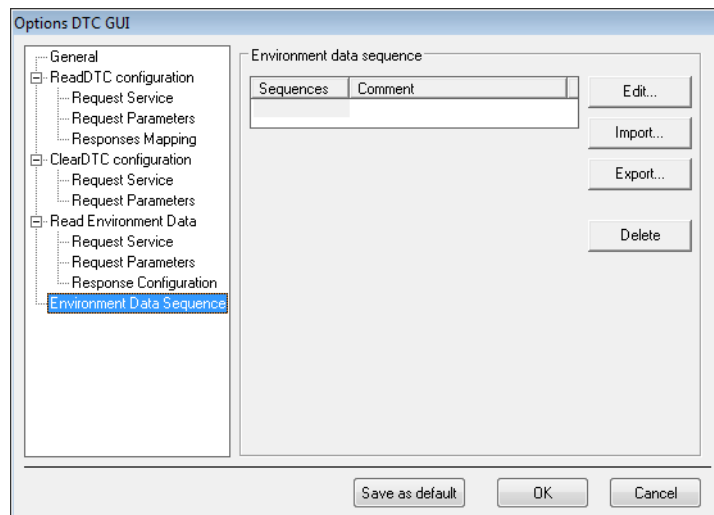 Options DTC GUI
General
ReadDTC configuration
Request Service
Request Parameters
Responses Mapping
ClearDTC configuration
Request Service
Request Parameters
Read Environment Data
Request Service
Request Parameters
Response Configuration
Environment Data Sequence
Environment data sequence
Sequences Comment
Edit...
Import...
Export...
Delete
Save as default OK Cancel